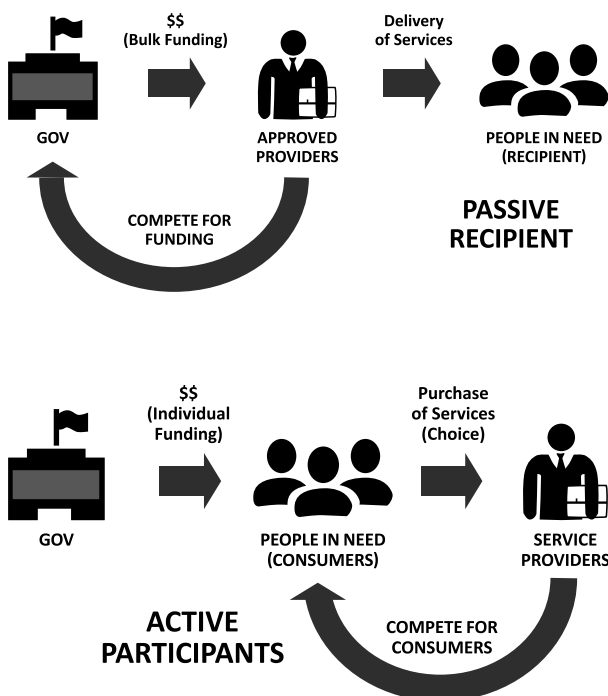 $$
(Bulk Funding)
Delivery
of Services
GOV
APPROVED
PROVIDERS
PEOPLE IN NEED
(RECIPIENT)
COMPETE FOR
FUNDING
PASSIVE
RECIPIENT
$$
(Individual
Funding)
Purchase
of Services
(Choice)
GOV
PEOPLE IN NEED
(CONSUMERS)
SERVICE
PROVIDERS
ACTIVE
PARTICIPANTS
COMPETE FOR
CONSUMERS